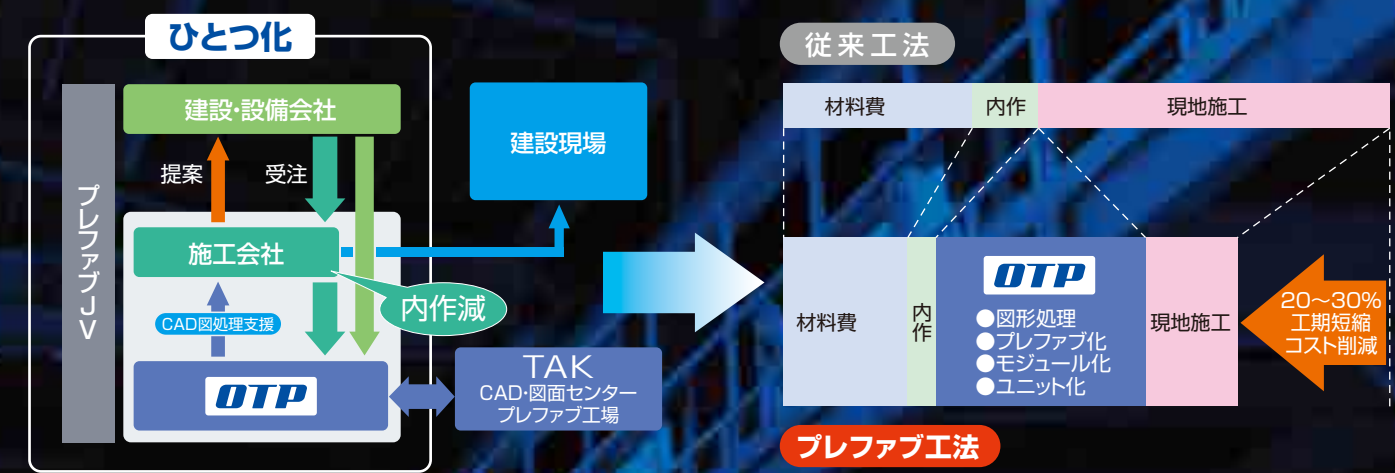 ひとつ化
プレファブJV
建設・設備会社
提案
受注
施工会社
内作減
CAD図処理支援
OTP
建設現場
TAK
CAD・図面センター
プレファブ工場
従来工法
材料費
内作
現地施工
材料費
内作
OTP
●図形処理
●プレファブ化
●モジュール化
●ユニット化
現地施工
20～30%
工期短縮
コスト削減
プレファブ工法